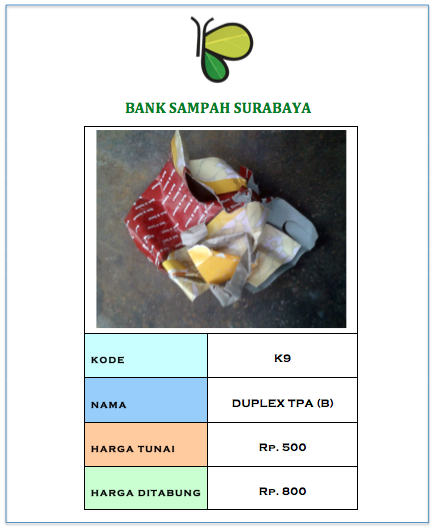 BANK SAMPAH SURABAYA
KODE K9
NAMA DUPLEX TPA (B)
HARGA TUNAI Rp. 500
HARGA DITABUNG Rp. 800